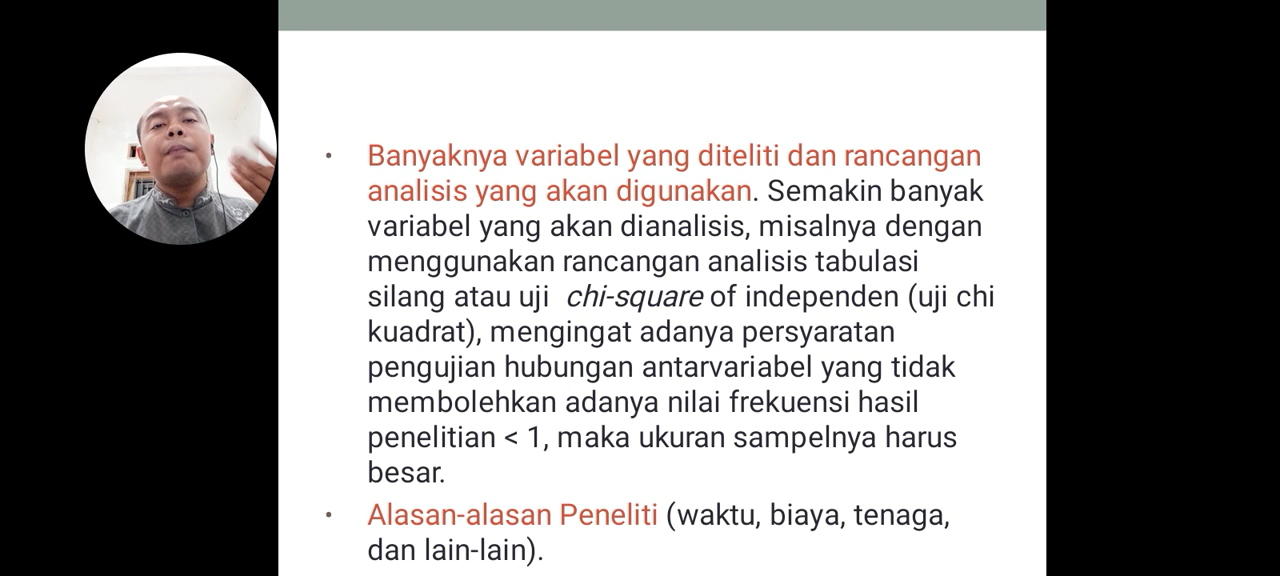 • Banyaknya variabel yang diteliti dan rancangan
analisis yang akan digunakan. Semakin banyak
variabel yang akan dianalisis, misalnya dengan
menggunakan rancangan analisis tabulasi
silang atau uji chi-square of independen (uji chi
kuadrat), mengingat adanya persyaratan
pengujian hubungan antarvariabel yang tidak
membolehkan adanya nilai frekuensi hasil
penelitian < 1, maka ukuran sampelnya harus
besar.
• Alasan-alasan Peneliti (waktu, biaya, tenaga,
dan lain-lain).